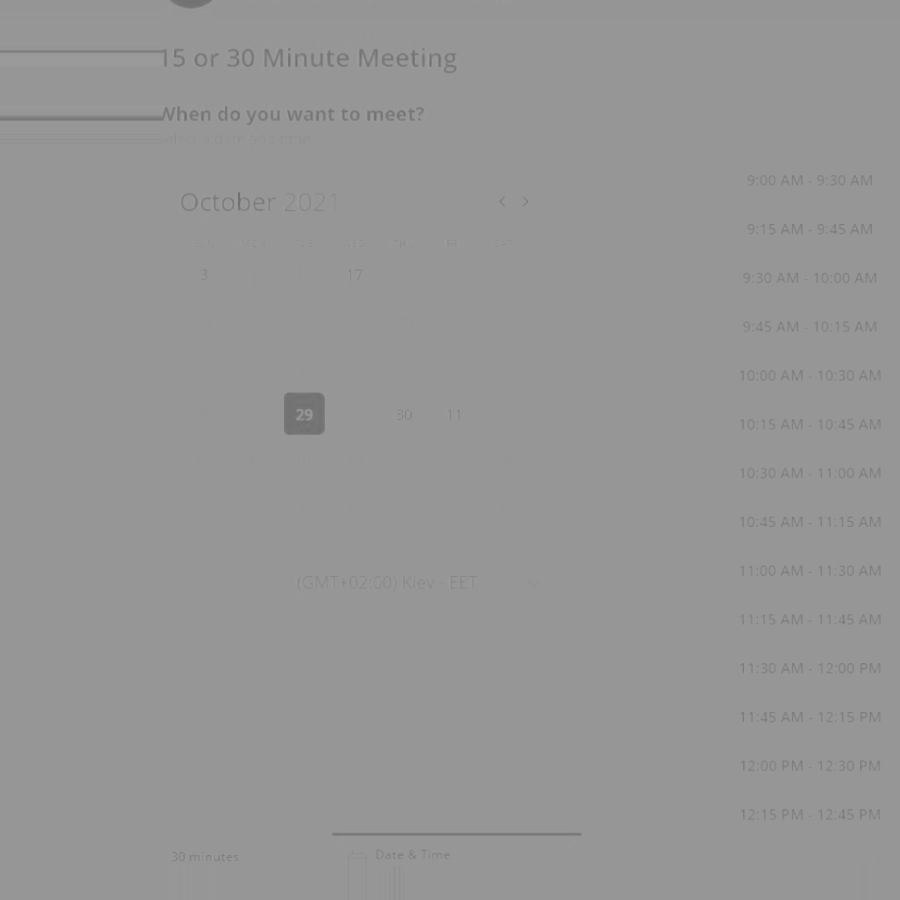 15 or 30 Minute Meeting
When do you want to meet?
October 2021
3 17
29 30 11
(GMT+02:00) Kiev - EET
9:00 AM - 9:30 AM
9:15 AM - 9:45 AM
9:30 AM - 10:00 AM
9:45 AM - 10:15 AM
10:00 AM - 10:30 AM
10:15 AM - 10:45 AM
10:30 AM - 11:00 AM
10:45 AM - 11:15 AM
11:00 AM - 11:30 AM
11:15 AM - 11:45 AM
11:30 AM - 12:00 PM
11:45 AM - 12:15 PM
12:00 PM - 12:30 PM
12:15 PM - 12:45 PM
30 minutes
Date & Time